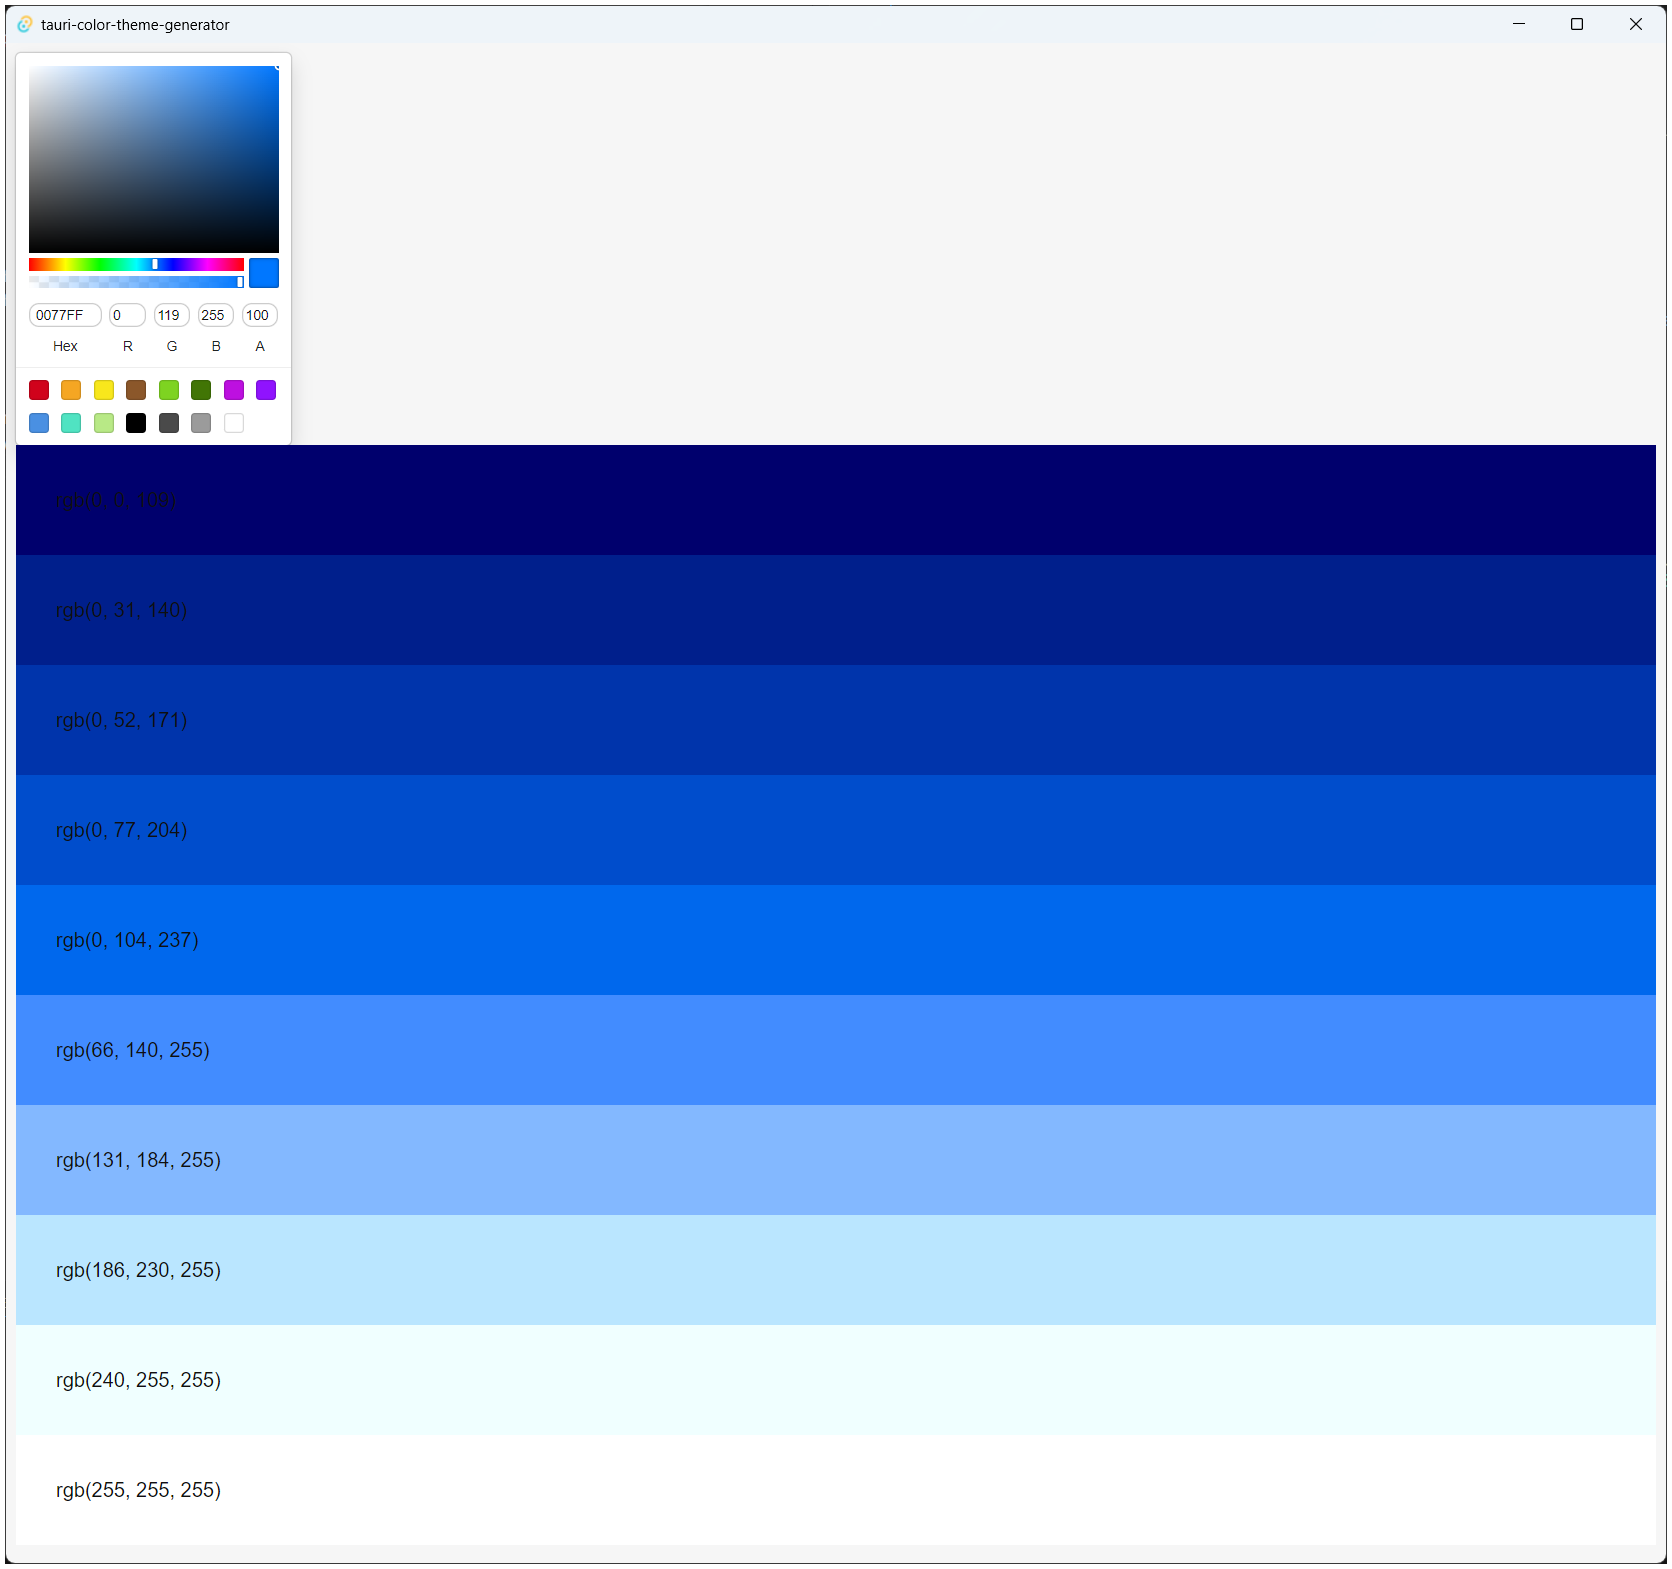 tauri-color-theme-generator
0077FF 0 119 255 100
Hex R G B A
rgb(0, 0, 109)
rgb(0, 31, 140)
rgb(0, 52, 171)
rgb(0, 77, 204)
rgb(0, 104, 237)
rgb(66, 140, 255)
rgb(131, 184, 255)
rgb(186, 230, 255)
rgb(240, 255, 255)
rgb(255, 255, 255)